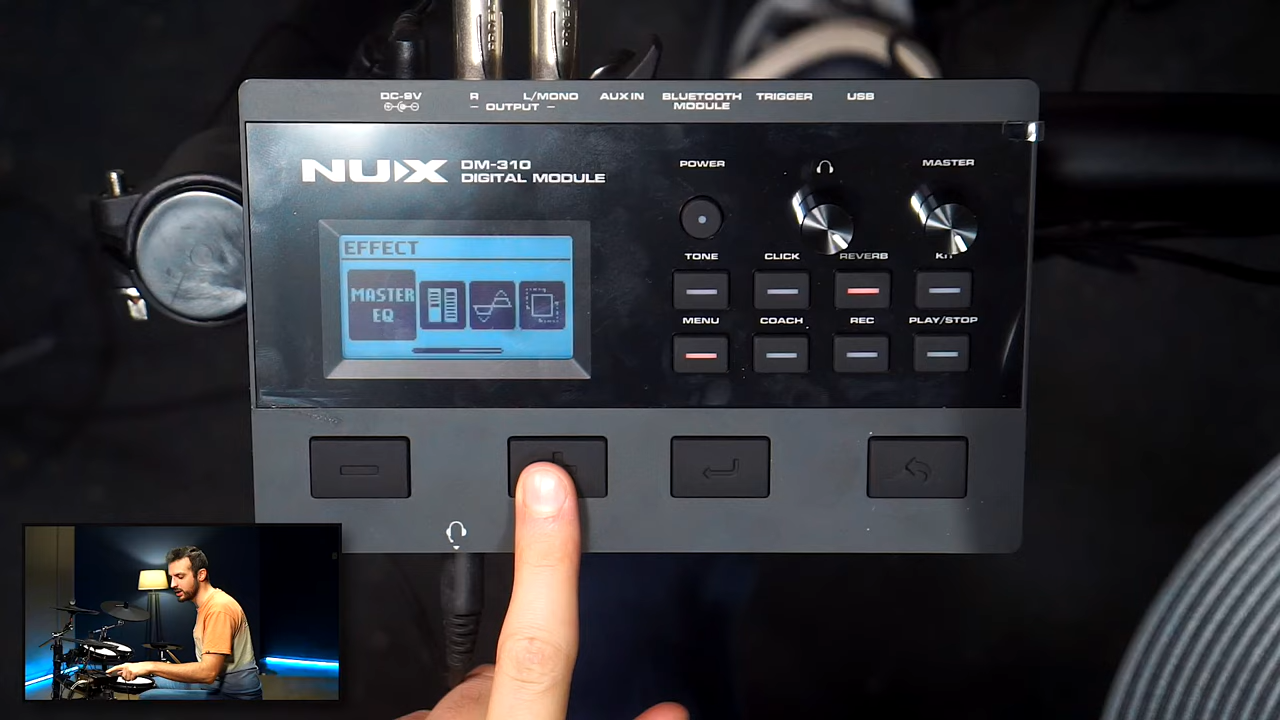 DC-9V
R L/MONO
- OUTPUT -
AUX IN
BLUETOOTH
MODULE
TRIGGER
USB
NUX
DM-310
DIGITAL MODULE
POWER
MASTER
EFFECT
MASTER
EQ
TONE
CLICK
REVERB
MENU
COACH
REC
PLAY/STOP